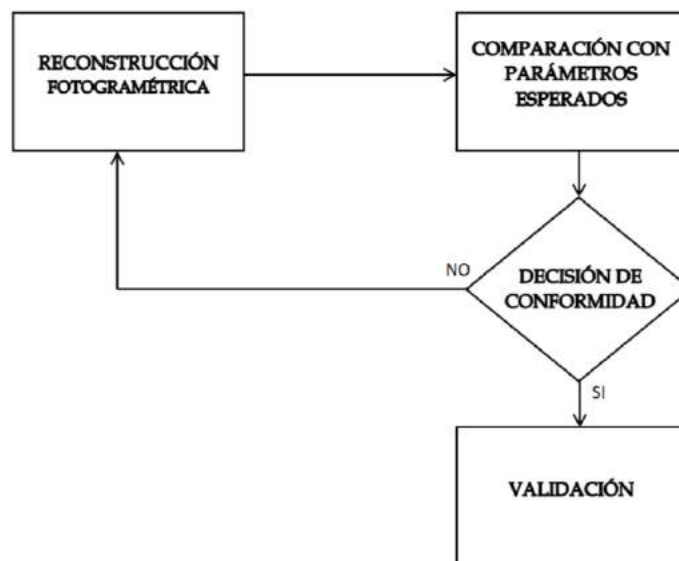 RECONSTRUCCIÓN
FOTOGRAMÉTRICA
COMPARACIÓN CON
PARÁMETROS
ESPERADOS
NO
DECISIÓN DE
CONFORMIDAD
SI
VALIDACIÓN